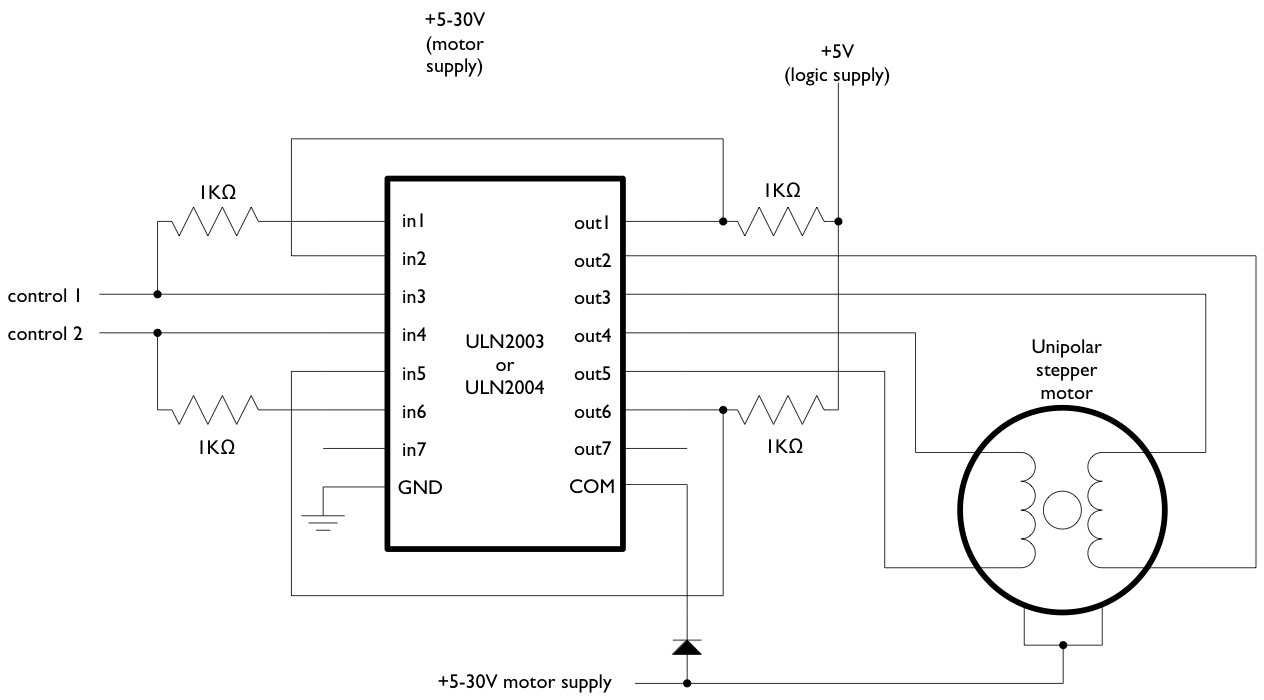 +5-30V
(motor
supply)
+5V
(logic supply)
1KΩ
1KΩ
in1
out1
in2
out2
control 1
in3
out3
control 2
in4
out4
ULN2003
or
ULN2004
Unipolar
stepper
motor
in5
out5
in6
out6
1KΩ
1KΩ
in7
out7
GND
COM
+5-30V motor supply